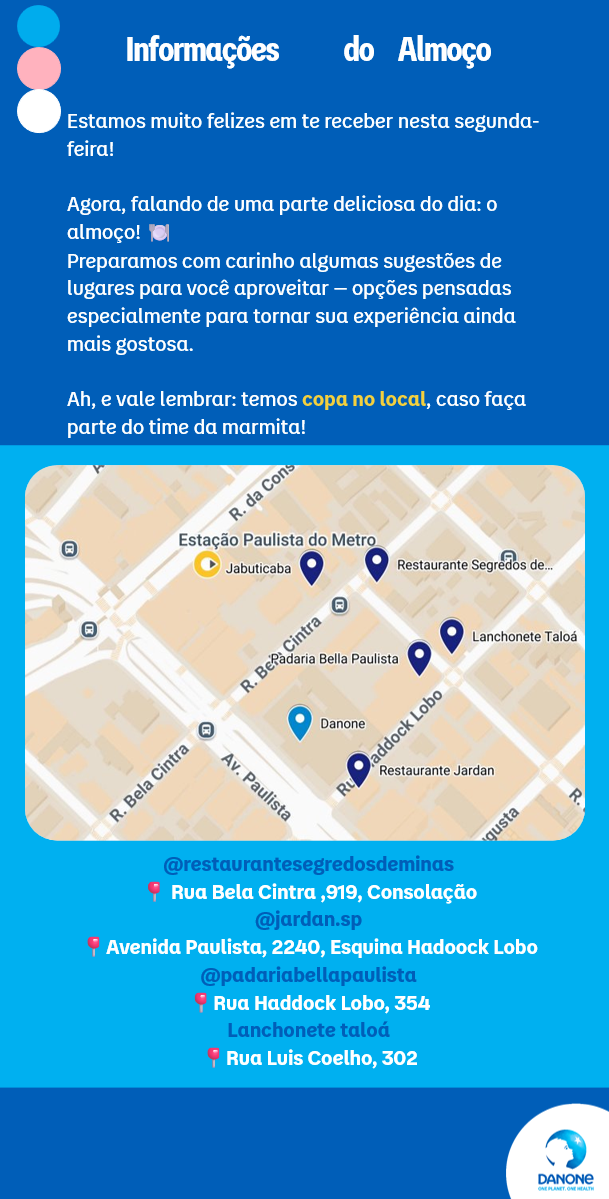 Informações do Almoço
Estamos muito felizes em te receber nesta segunda-
feira!
Agora, falando de uma parte deliciosa do dia: o
almoço! 🍽️
Preparamos com carinho algumas sugestões de
lugares para você aproveitar — opções pensadas
especialmente para tornar sua experiência ainda
mais gostosa.
Ah, e vale lembrar: temos copa no local, caso faça
parte do time da marmita!
R. da Cons
Estação Paulista do Metro
Jabuticaba
Restaurante Segredos de...
Lanchonete Taloá
R. Bela Cintra
Padaria Bella Paulista
Danone
Haddock Lobo
Restaurante Jardan
R. Bela Cintra
Av. Paulista
R.
gusta
@restaurantesegredosdeminas
📍 Rua Bela Cintra ,919, Consolação
@jardan.sp
📍Avenida Paulista, 2240, Esquina Hadoock Lobo
@padariabellapaulista
📍Rua Haddock Lobo, 354
Lanchonete taloá
📍Rua Luis Coelho, 302
DANONE
ONE PLANET. ONE HEALTH